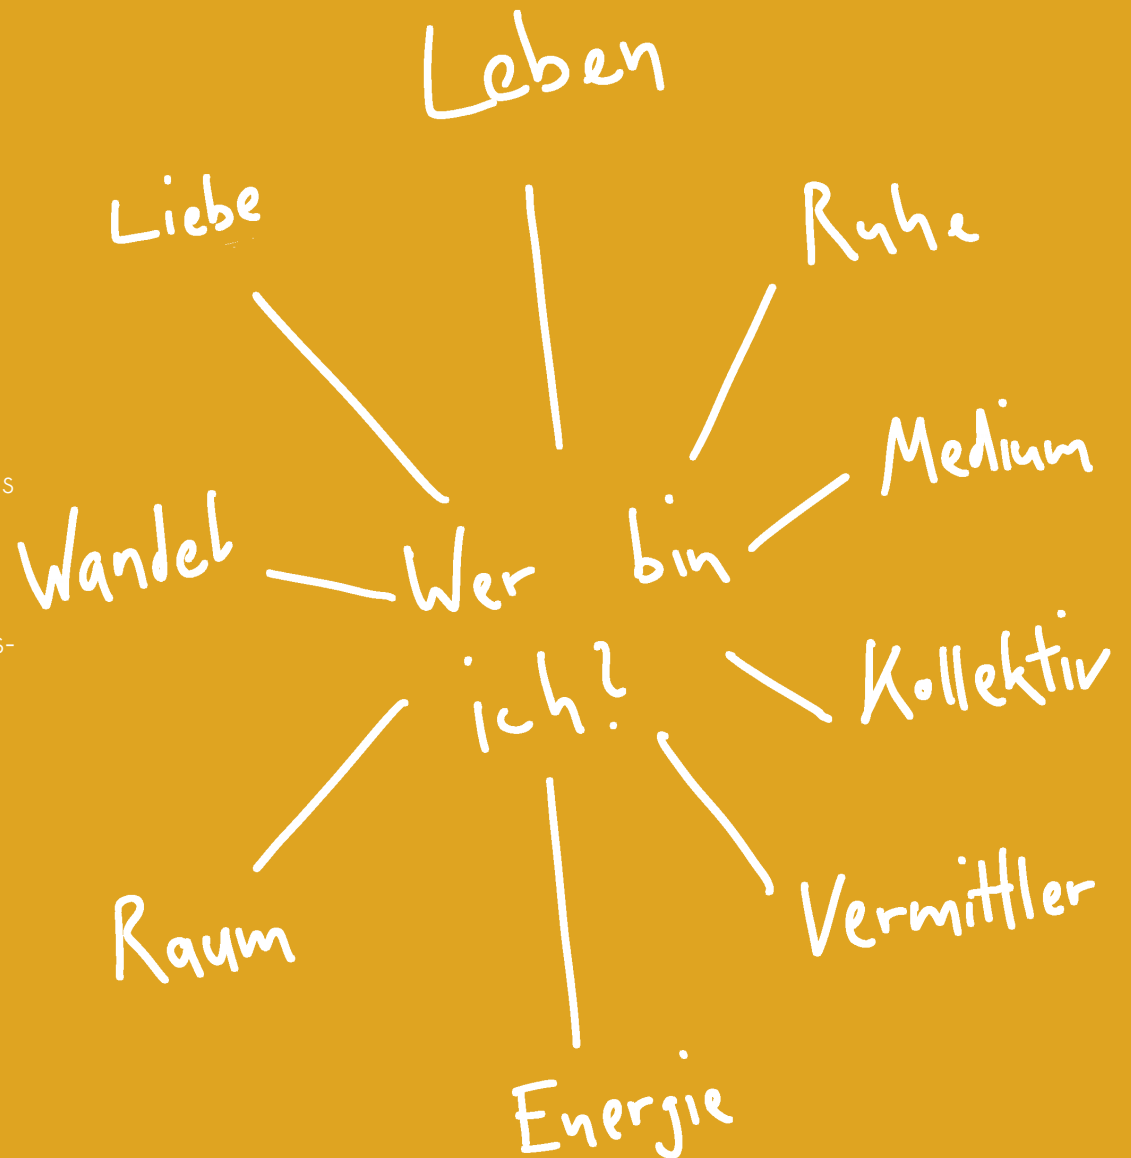 Leben
Liebe
Ruhe
Medium
s
Wandel
Wer bin
ich?
s-
Kollektiv
Raum
Vermittler
Energie